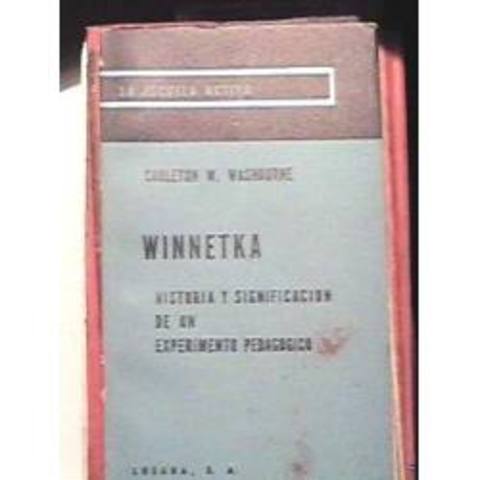 LA ESCUELA ACTIVA
CARLETON W. WASHBURNE
WINNETKA
HISTORIA Y SIGNIFICACION
DE UN
EXPERIMENTO PEDAGOGICO
LOSADA, S. A.